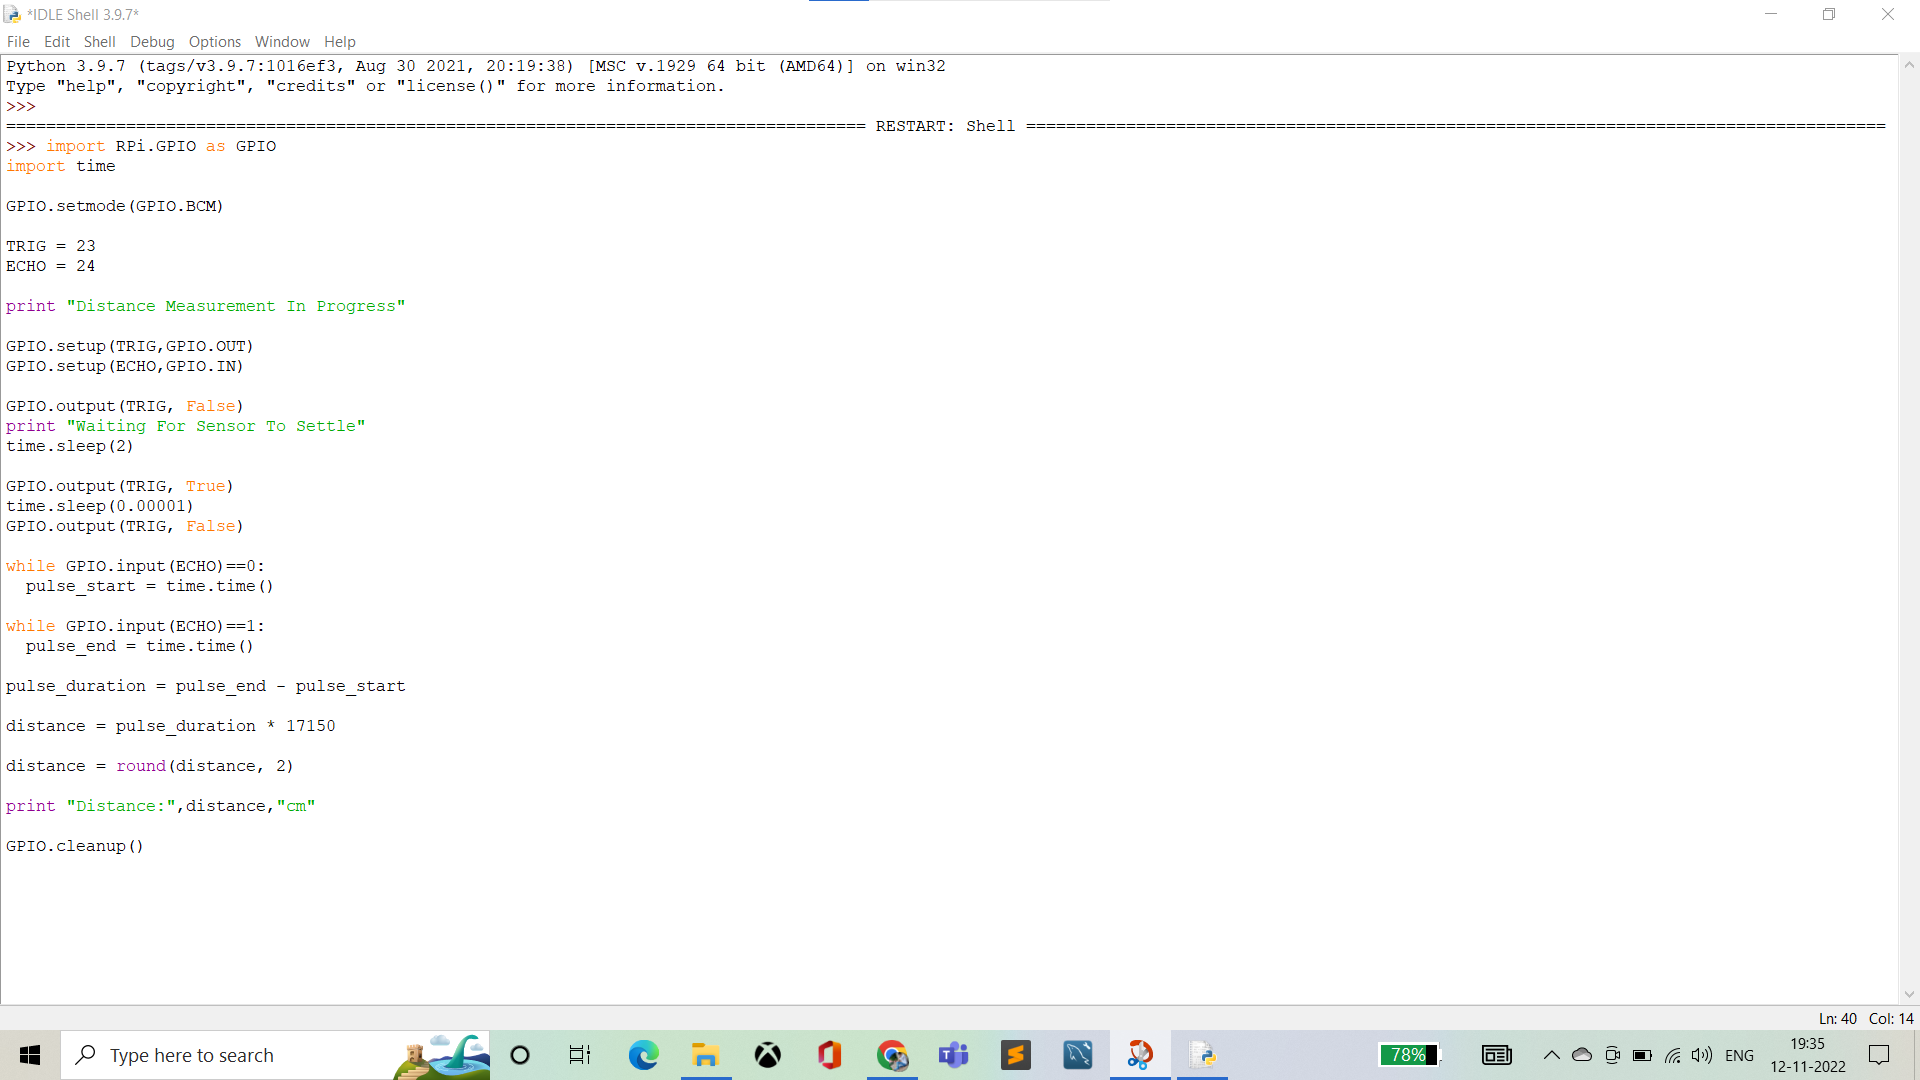 *IDLE Shell 3.9.7*
File Edit Shell Debug Options Window Help
Python 3.9.7 (tags/v3.9.7:1016ef3, Aug 30 2021, 20:19:38) [MSC v.1929 64 bit (AMD64)] on win32
Type "help", "copyright", "credits" or "license()" for more information.
>>>
====================================================================================== RESTART: Shell ======================================================================================
>>> import RPi.GPIO as GPIO
import time

GPIO.setmode(GPIO.BCM)

TRIG = 23
ECHO = 24

print "Distance Measurement In Progress"

GPIO.setup(TRIG,GPIO.OUT)
GPIO.setup(ECHO,GPIO.IN)

GPIO.output(TRIG, False)
print "Waiting For Sensor To Settle"
time.sleep(2)

GPIO.output(TRIG, True)
time.sleep(0.00001)
GPIO.output(TRIG, False)

while GPIO.input(ECHO)==0:
  pulse_start = time.time()

while GPIO.input(ECHO)==1:
  pulse_end = time.time()

pulse_duration = pulse_end - pulse_start

distance = pulse_duration * 17150

distance = round(distance, 2)

print "Distance:",distance,"cm"

GPIO.cleanup()
Ln: 40 Col: 14
Type here to search
78%
ENG
19:35
12-11-2022